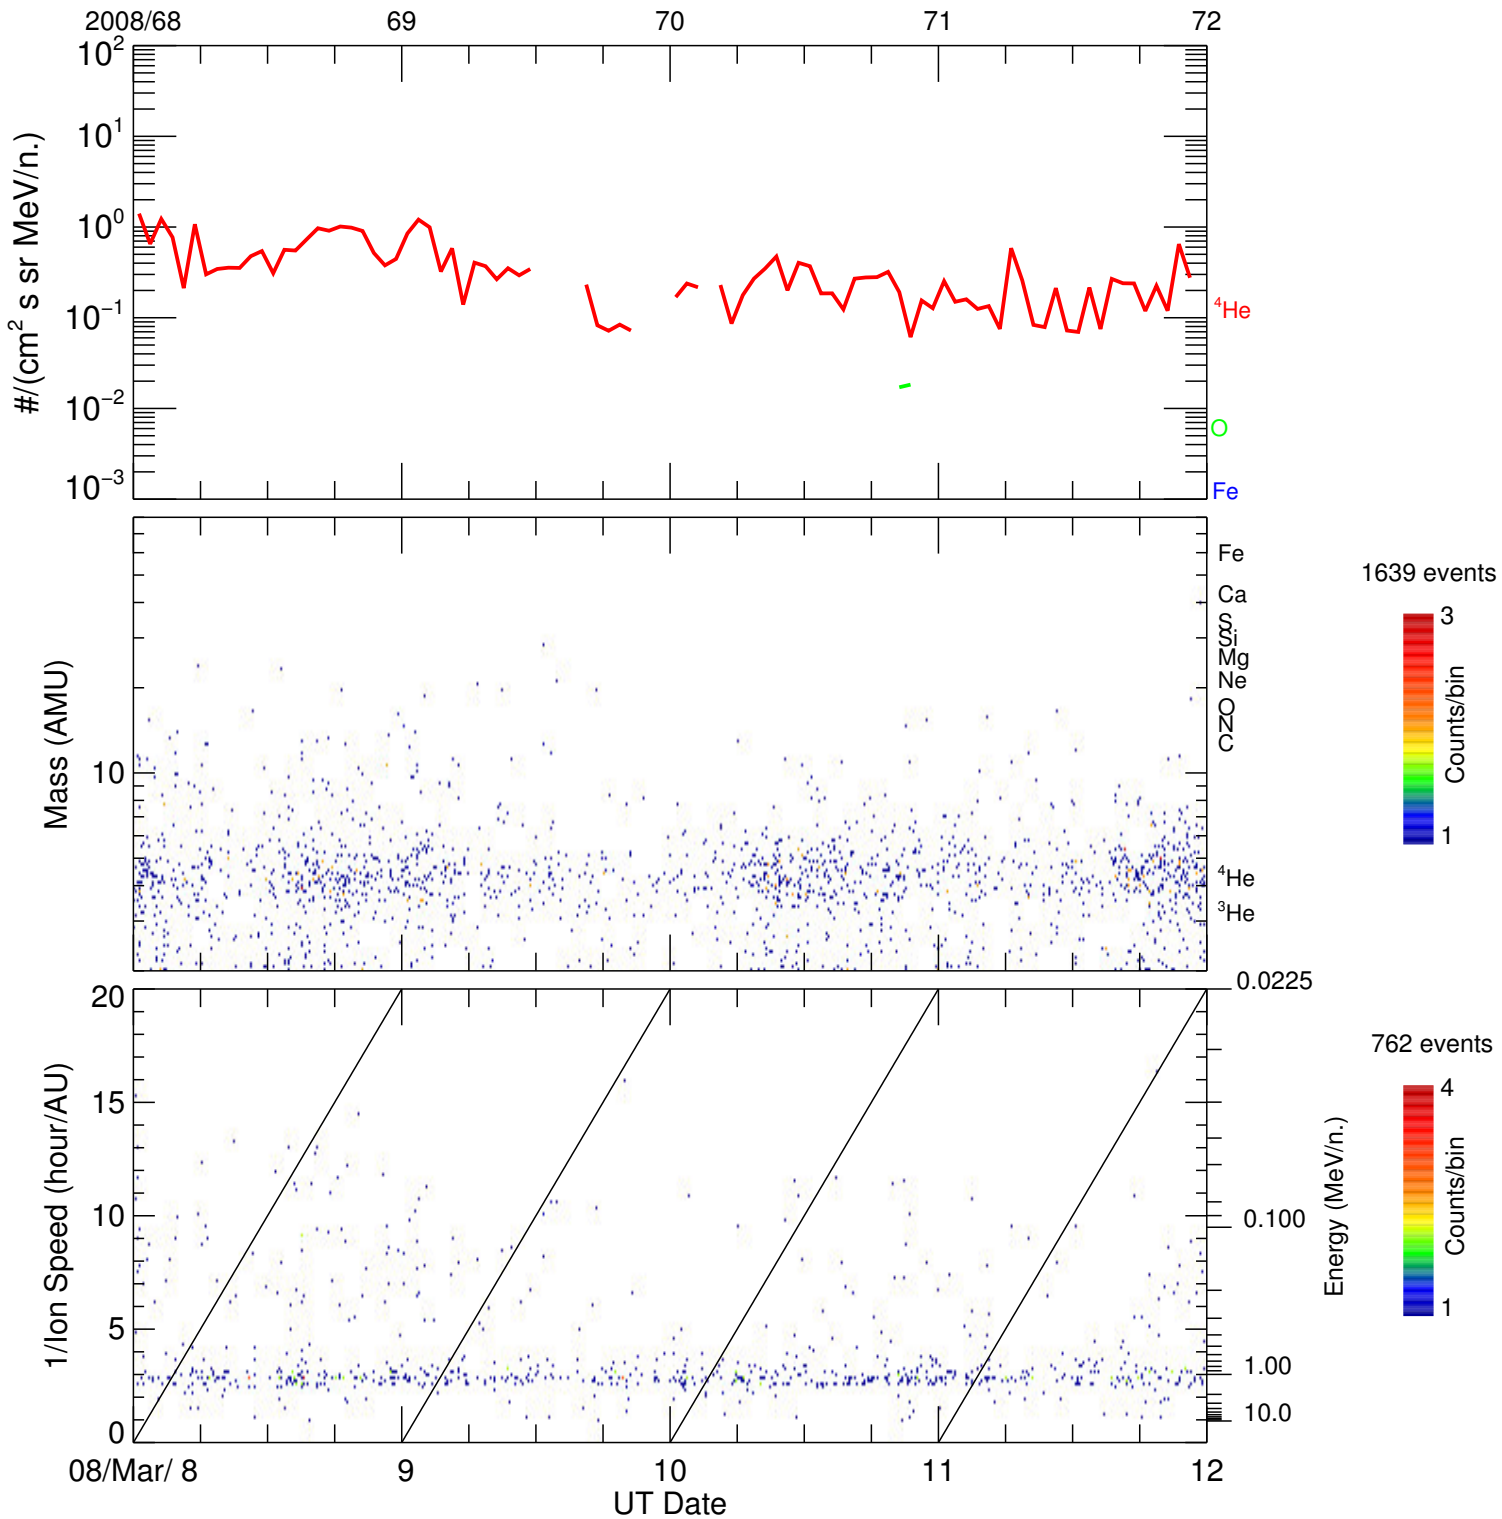 2008/68 69 70 71 72
10^2
10^1
10^0
10^-1
10^-2
10^-3
#/(cm^2 s sr MeV/n.)
^4He
O
Fe
Mass (AMU)
10
Fe
Ca
S
Si
Mg
Ne
O
N
C
^4He
^3He
1639 events
3
Counts/bin
1
1/Ion Speed (hour/AU)
20
15
10
5
0
0.0225
0.100
1.00
10.0
Energy (MeV/n.)
762 events
4
Counts/bin
1
08/Mar/ 8 9 10 11 12
UT Date